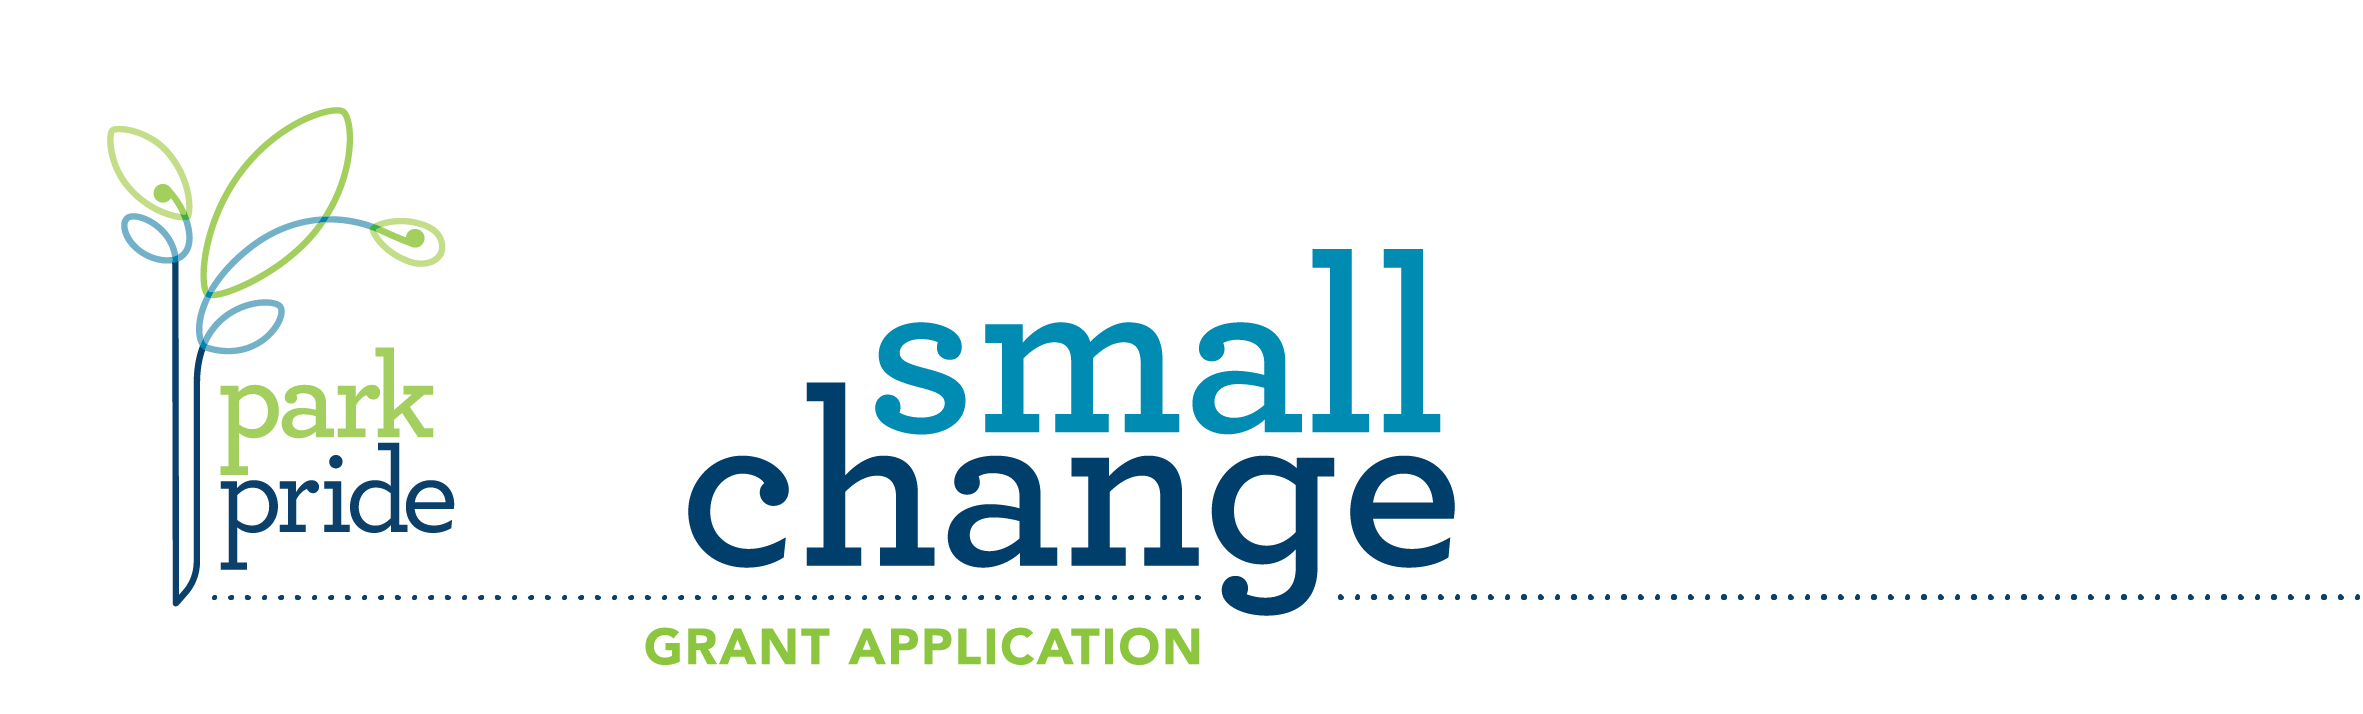 park
pride
small
change
GRANT APPLICATION